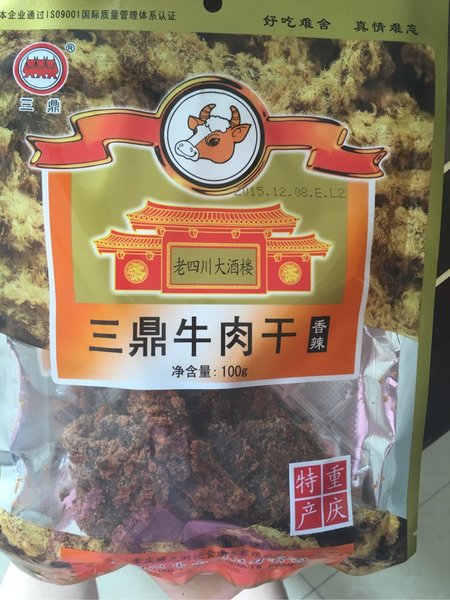 本企业通过ISO9001国际质量管理体系认证
好吃难舍 真情难忘
®
三鼎
2015.12.08.E.L2
老四川大酒楼
三鼎牛肉干
香辣
净含量: 100g
重庆
特产